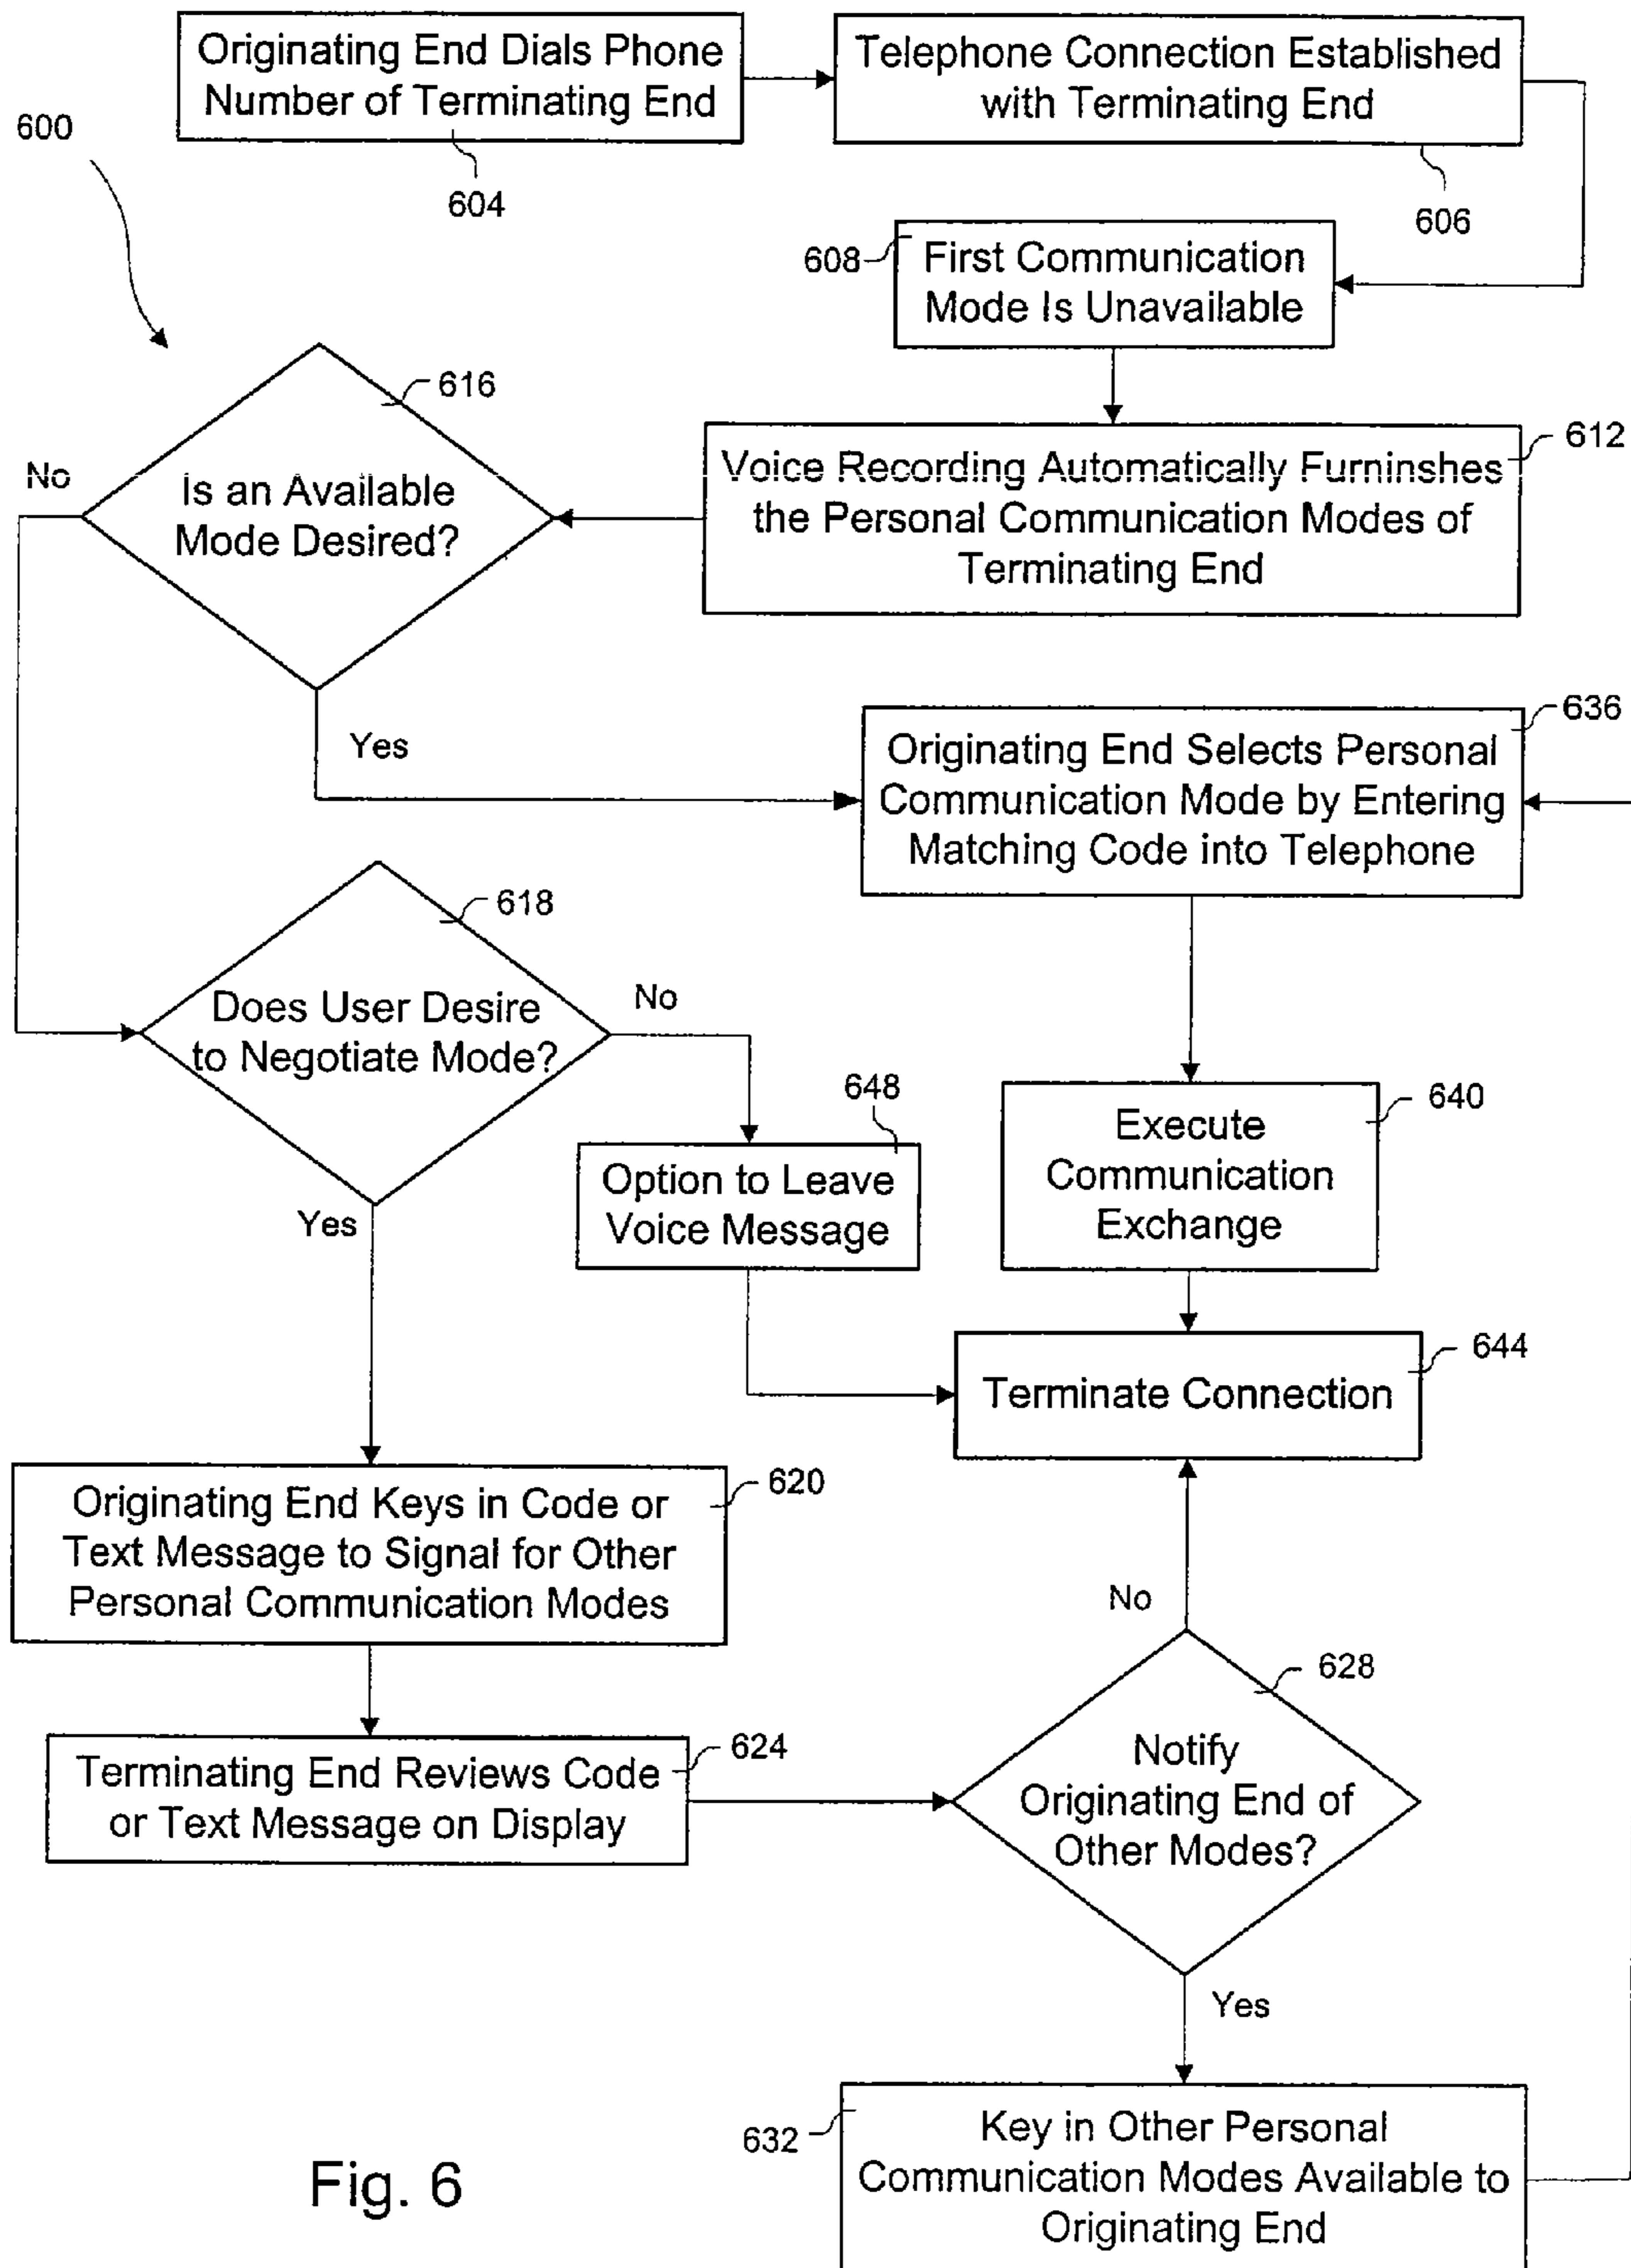 Originating End Dials Phone
Number of Terminating End
604
Telephone Connection Established
with Terminating End
606
600
608
First Communication
Mode Is Unavailable
612
Voice Recording Automatically Furninshes
the Personal Communication Modes of
Terminating End
616
Is an Available
Mode Desired?
No
Yes
636
Originating End Selects Personal
Communication Mode by Entering
Matching Code into Telephone
618
Does User Desire
to Negotiate Mode?
No
Yes
648
Option to Leave
Voice Message
640
Execute
Communication
Exchange
644
Terminate Connection
620
Originating End Keys in Code or
Text Message to Signal for Other
Personal Communication Modes
624
Terminating End Reviews Code
or Text Message on Display
No
628
Notify
Originating End of
Other Modes?
Yes
632
Key in Other Personal
Communication Modes Available to
Originating End
Fig. 6